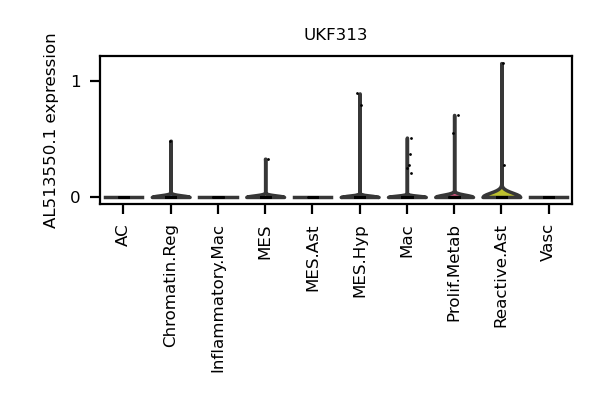 UKF313
AL513550.1 expression
1
0
AC
Chromatin.Reg
Inflammatory.Mac
MES
MES.Ast
MES.Hyp
Mac
Prolif.Metab
Reactive.Ast
Vasc